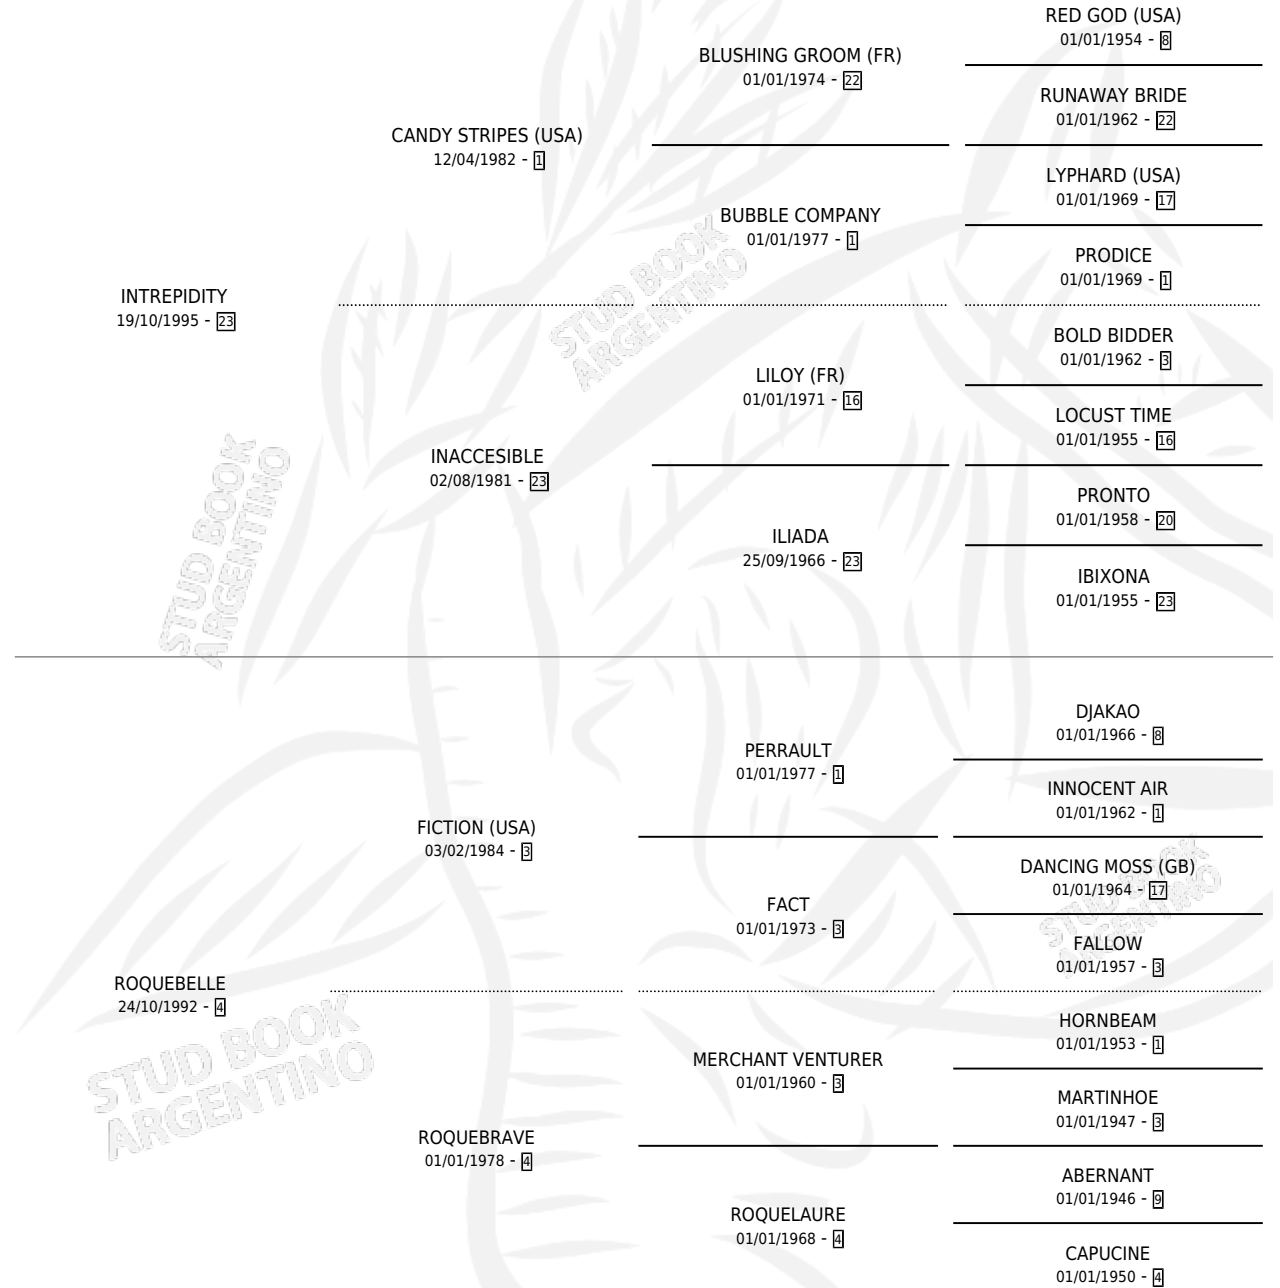 RED GOD (USA)
01/01/1954 - 8
BLUSHING GROOM (FR)
01/01/1974 - 22
RUNAWAY BRIDE
01/01/1962 - 22
CANDY STRIPES (USA)
12/04/1982 - 1
LYPHARD (USA)
01/01/1969 - 17
BUBBLE COMPANY
01/01/1977 - 1
PRODICE
01/01/1969 - 1
INTREPIDITY
19/10/1995 - 23
BOLD BIDDER
01/01/1962 - 3
LILOY (FR)
01/01/1971 - 16
LOCUST TIME
01/01/1955 - 16
INACCESIBLE
02/08/1981 - 23
PRONTO
01/01/1958 - 20
ILIADA
25/09/1966 - 23
IBIXONA
01/01/1955 - 23
DJAKAO
01/01/1966 - 8
PERRAULT
01/01/1977 - 1
INNOCENT AIR
01/01/1962 - 1
FICTION (USA)
03/02/1984 - 3
DANCING MOSS (GB)
01/01/1964 - 17
FACT
01/01/1973 - 3
FALLOW
01/01/1957 - 3
ROQUEBELLE
24/10/1992 - 4
HORNBEAM
01/01/1953 - 1
MERCHANT VENTURER
01/01/1960 - 3
MARTINHOE
01/01/1947 - 3
ROQUEBRAVE
01/01/1978 - 4
ABERNANT
01/01/1946 - 9
ROQUELAURE
01/01/1968 - 4
CAPUCINE
01/01/1950 - 4
STUD BOOK
ARGENTINO
STUD BOOK
ARGENTINO
STUD BOOK
ARGENTINO
STUD BOOK
ARGENTINO